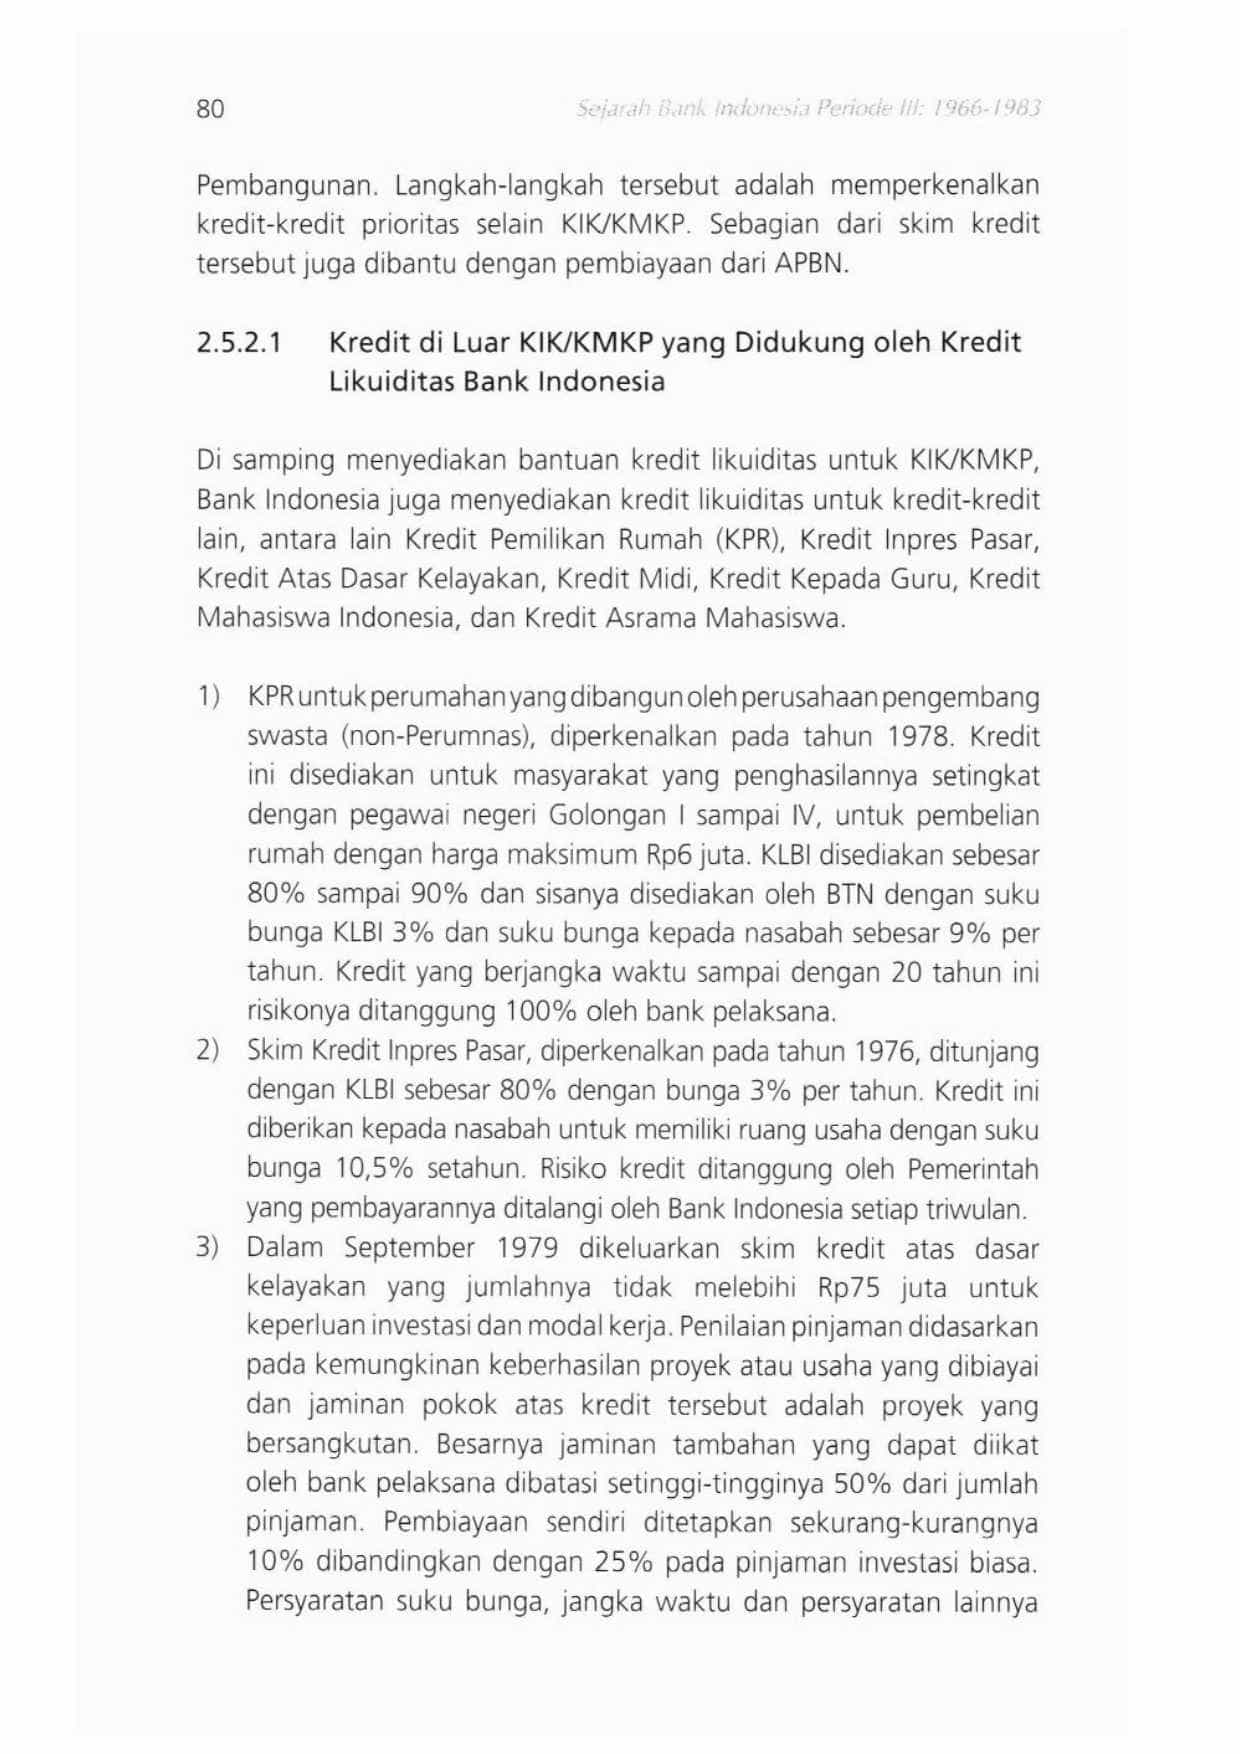 80
Sejarah Bank Indonesia Periode III: 1966-1983
Pembangunan. Langkah-langkah tersebut adalah memperkenalkan
kredit-kredit prioritas selain KIK/KMKP. Sebagian dari skim kredit
tersebut juga dibantu dengan pembiayaan dari APBN.
2.5.2.1 Kredit di Luar KIK/KMKP yang Didukung oleh Kredit
Likuiditas Bank Indonesia
Di samping menyediakan bantuan kredit likuiditas untuk KIK/KMKP,
Bank Indonesia juga menyediakan kredit likuiditas untuk kredit-kredit
lain, antara lain Kredit Pemilikan Rumah (KPR), Kredit Inpres Pasar,
Kredit Atas Dasar Kelayakan, Kredit Midi, Kredit Kepada Guru, Kredit
Mahasiswa Indonesia, dan Kredit Asrama Mahasiswa.
1) KPR untuk perumahan yang dibangun oleh perusahaan pengembang
swasta (non-Perumnas), diperkenalkan pada tahun 1978. Kredit
ini disediakan untuk masyarakat yang penghasilannya setingkat
dengan pegawai negeri Golongan I sampai IV, untuk pembelian
rumah dengan harga maksimum Rp6 juta. KLBI disediakan sebesar
80% sampai 90% dan sisanya disediakan oleh BTN dengan suku
bunga KLBI 3% dan suku bunga kepada nasabah sebesar 9% per
tahun. Kredit yang berjangka waktu sampai dengan 20 tahun ini
risikonya ditanggung 100% oleh bank pelaksana.
2) Skim Kredit Inpres Pasar, diperkenalkan pada tahun 1976, ditunjang
dengan KLBI sebesar 80% dengan bunga 3% per tahun. Kredit ini
diberikan kepada nasabah untuk memiliki ruang usaha dengan suku
bunga 10,5% setahun. Risiko kredit ditanggung oleh Pemerintah
yang pembayarannya ditalangi oleh Bank Indonesia setiap triwulan.
3) Dalam September 1979 dikeluarkan skim kredit atas dasar
kelayakan yang jumlahnya tidak melebihi Rp75 juta untuk
keperluan investasi dan modal kerja. Penilaian pinjaman didasarkan
pada kemungkinan keberhasilan proyek atau usaha yang dibiayai
dan jaminan pokok atas kredit tersebut adalah proyek yang
bersangkutan. Besarnya jaminan tambahan yang dapat diikat
oleh bank pelaksana dibatasi setinggi-tingginya 50% dari jumlah
pinjaman. Pembiayaan sendiri ditetapkan sekurang-kurangnya
10% dibandingkan dengan 25% pada pinjaman investasi biasa.
Persyaratan suku bunga, jangka waktu dan persyaratan lainnya